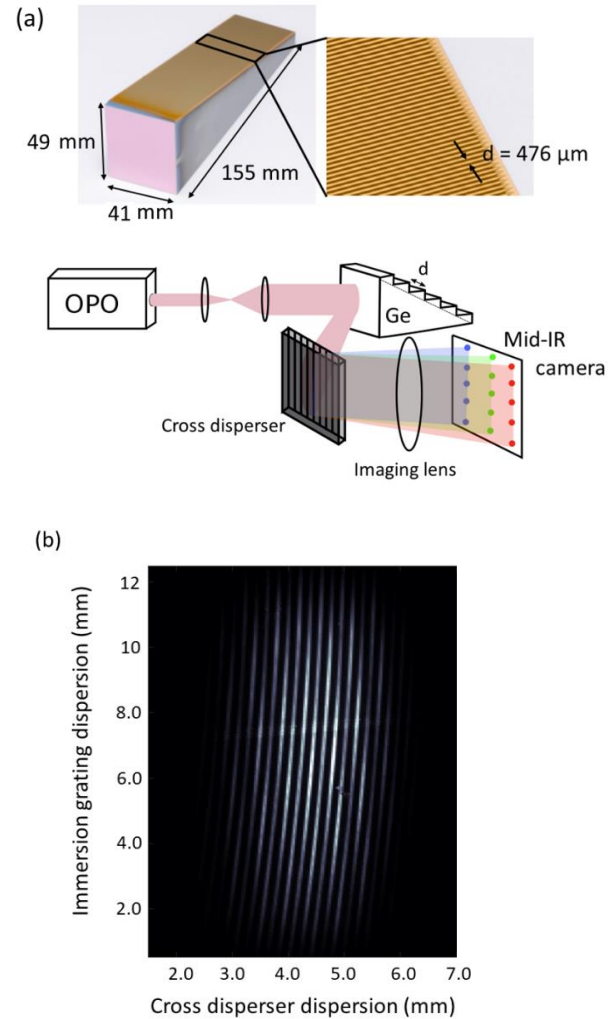 (a)
49 mm
41 mm
155 mm
d = 476 µm
OPO
d
Ge
Mid-IR
camera
Cross disperser
Imaging lens
(b)
Immersion grating dispersion (mm)
12
10
8.0
6.0
4.0
2.0
2.0 3.0 4.0 5.0 6.0 7.0
Cross disperser dispersion (mm)